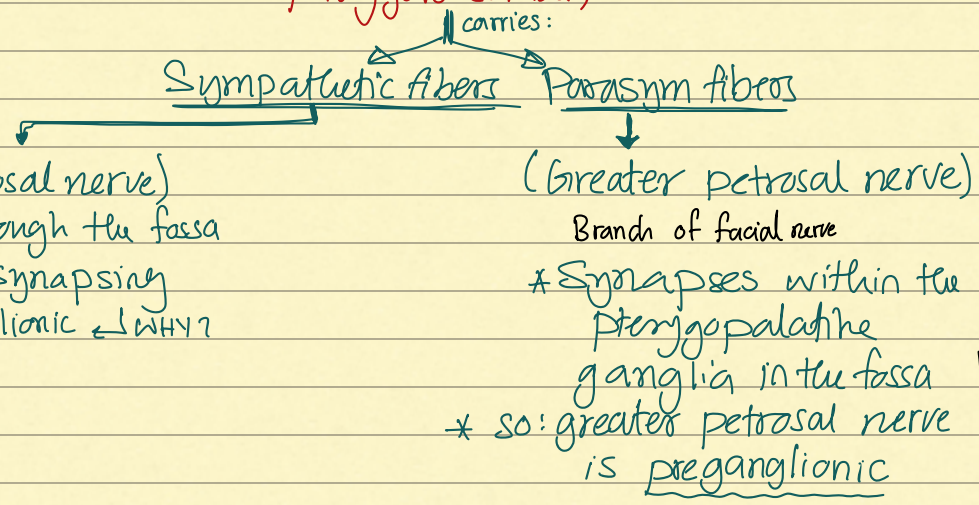 carries:
Sympathetic fibers
Parasym fibers
osal nerve)
ough the fossa
synapsing
lionic ↵ WHY?
(Greater petrosal nerve)
Branch of facial nerve
* Synapses within the
pterygopalatine
ganglia in the fossa
* so: greater petrosal nerve
is preganglionic